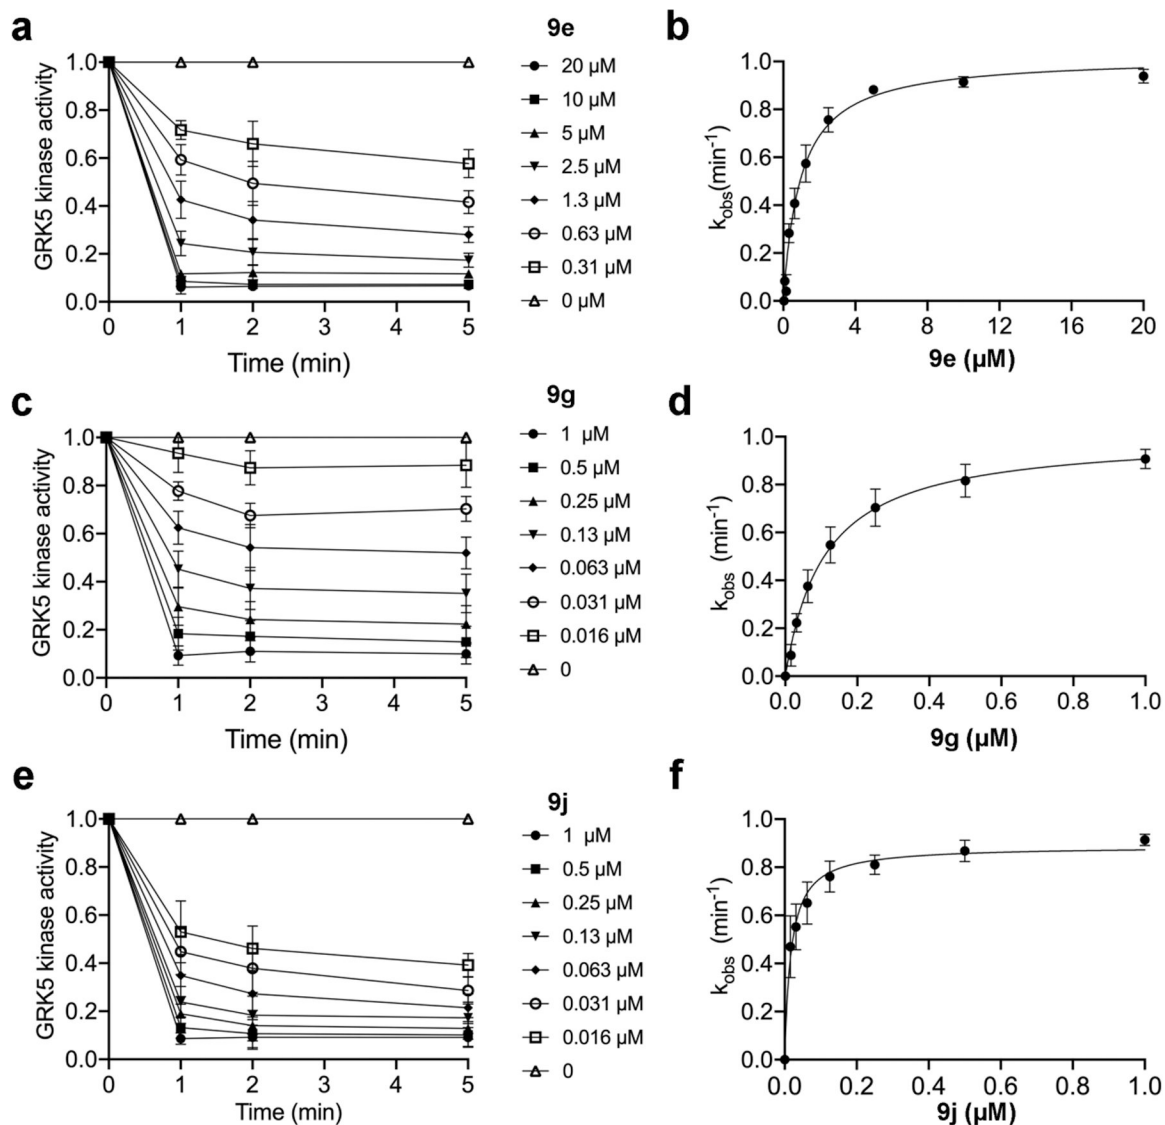 a
9e
1.0
0.8
0.6
0.4
0.2
0.0
GRK5 kinase activity
0 1 2 3 4 5
Time (min)
20 µM
10 µM
5 µM
2.5 µM
1.3 µM
0.63 µM
0.31 µM
0 µM
b
1.0
0.8
0.6
0.4
0.2
0.0
kobs(min-1)
0 4 8 12 16 20
9e (µM)
c
9g
1.0
0.8
0.6
0.4
0.2
0.0
GRK5 kinase activity
0 1 2 3 4 5
Time (min)
1 µM
0.5 µM
0.25 µM
0.13 µM
0.063 µM
0.031 µM
0.016 µM
0
d
1.0
0.8
0.6
0.4
0.2
0.0
kobs (min-1)
0.0 0.2 0.4 0.6 0.8 1.0
9g (µM)
e
9j
1.0
0.8
0.6
0.4
0.2
0.0
GRK5 kinase activity
0 1 2 3 4 5
Time (min)
1 µM
0.5 µM
0.25 µM
0.13 µM
0.063 µM
0.031 µM
0.016 µM
0
f
1.0
0.8
0.6
0.4
0.2
0.0
kobs (min-1)
0.0 0.2 0.4 0.6 0.8 1.0
9j (µM)